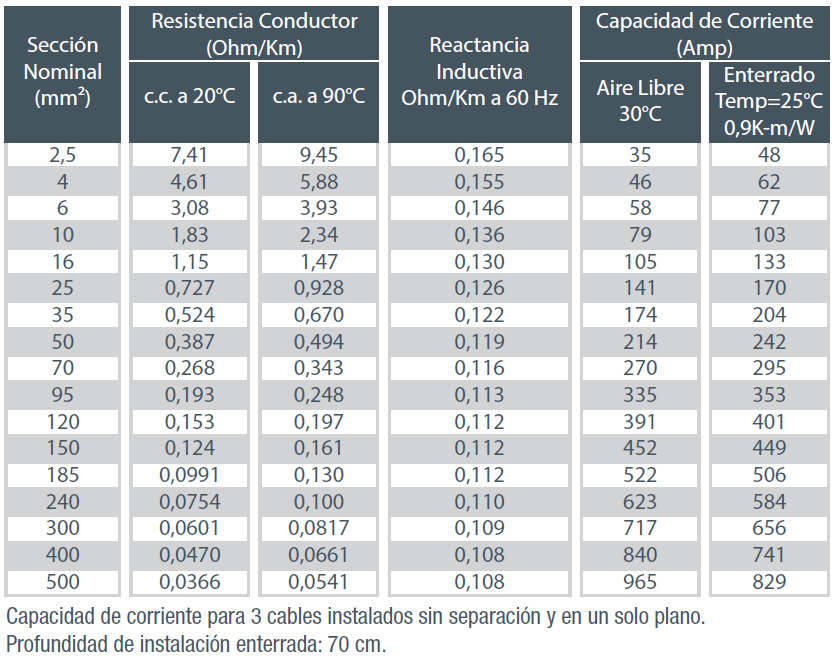 Sección Nominal (mm²) Resistencia Conductor (Ohm/Km) Reactancia Inductiva Ohm/Km a 60 Hz Capacidad de Corriente (Amp)
c.c. a 20°C c.a. a 90°C Aire Libre 30°C Enterrado Temp=25°C 0,9K-m/W
2,5 7,41 9,45 0,165 35 48
4 4,61 5,88 0,155 46 62
6 3,08 3,93 0,146 58 77
10 1,83 2,34 0,136 79 103
16 1,15 1,47 0,130 105 133
25 0,727 0,928 0,126 141 170
35 0,524 0,670 0,122 174 204
50 0,387 0,494 0,119 214 242
70 0,268 0,343 0,116 270 295
95 0,193 0,248 0,113 335 353
120 0,153 0,197 0,112 391 401
150 0,124 0,161 0,112 452 449
185 0,0991 0,130 0,112 522 506
240 0,0754 0,100 0,110 623 584
300 0,0601 0,0817 0,109 717 656
400 0,0470 0,0661 0,108 840 741
500 0,0366 0,0541 0,108 965 829
Capacidad de corriente para 3 cables instalados sin separación y en un solo plano.
Profundidad de instalación enterrada: 70 cm.